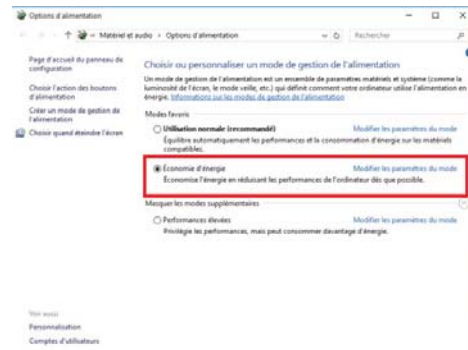 Options d'alimentation
Matériel et audio > Options d'alimentation
Rechercher
Page d'accueil du panneau de configuration
Choisir l'action des boutons d'alimentation
Créer un mode de gestion de l'alimentation
Choisir quand éteindre l'écran
Choisir ou personnaliser un mode de gestion de l'alimentation
Un mode de gestion de l'alimentation est un ensemble de paramètres matériels et système (comme la
luminosité de l'écran, le mode veille, etc.) qui définit comment votre ordinateur utilise l'alimentation en
énergie. Informations sur les modes de gestion de l'alimentation
Modes favoris
Utilisation normale (recommandé) Modifier les paramètres du mode
Équilibre automatiquement les performances et la consommation d'énergie sur les matériels
compatibles.
Économie d'énergie Modifier les paramètres du mode
Économise l'énergie en réduisant les performances de l'ordinateur dès que possible.
Masquer les modes supplémentaires
Performances élevées Modifier les paramètres du mode
Privilégie les performances, mais peut consommer davantage d'énergie.
Voir aussi
Personnalisation
Comptes d'utilisateurs